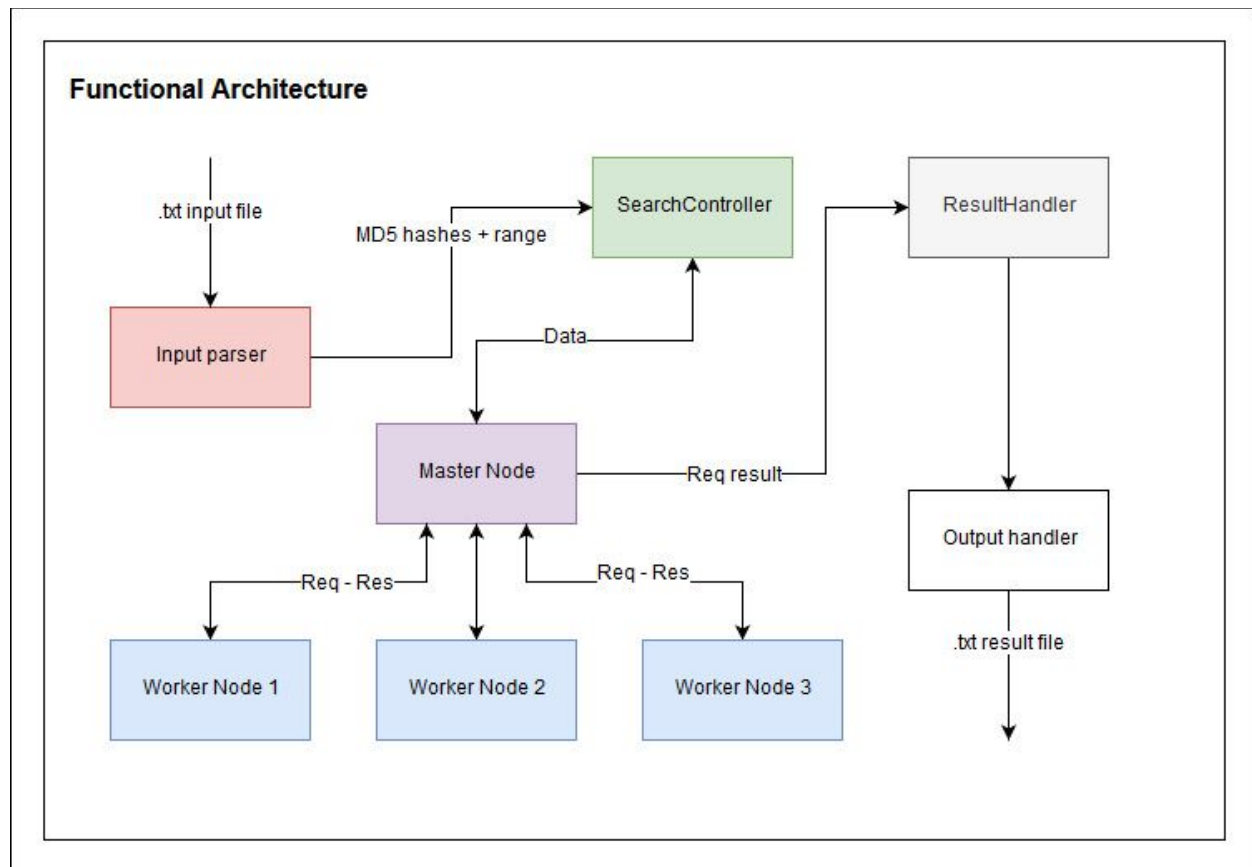 Functional Architecture
.txt input file
SearchController
ResultHandler
MD5 hashes + range
Input parser
Data
Master Node
Req result
Output handler
Req - Res
Req - Res
.txt result file
Worker Node 1
Worker Node 2
Worker Node 3